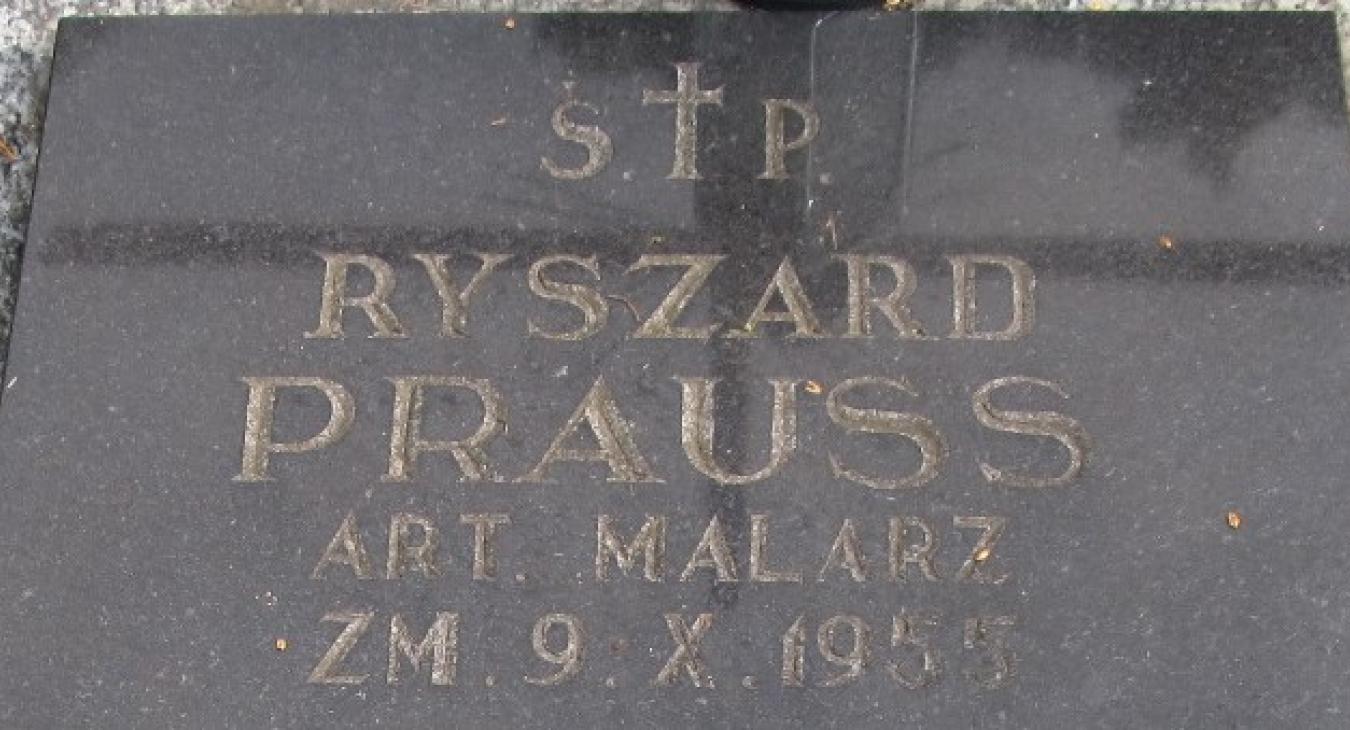 Ś. † P.
RYSZARD
PRAUSS
ART. MALARZ
ZM. 9. X. 1955